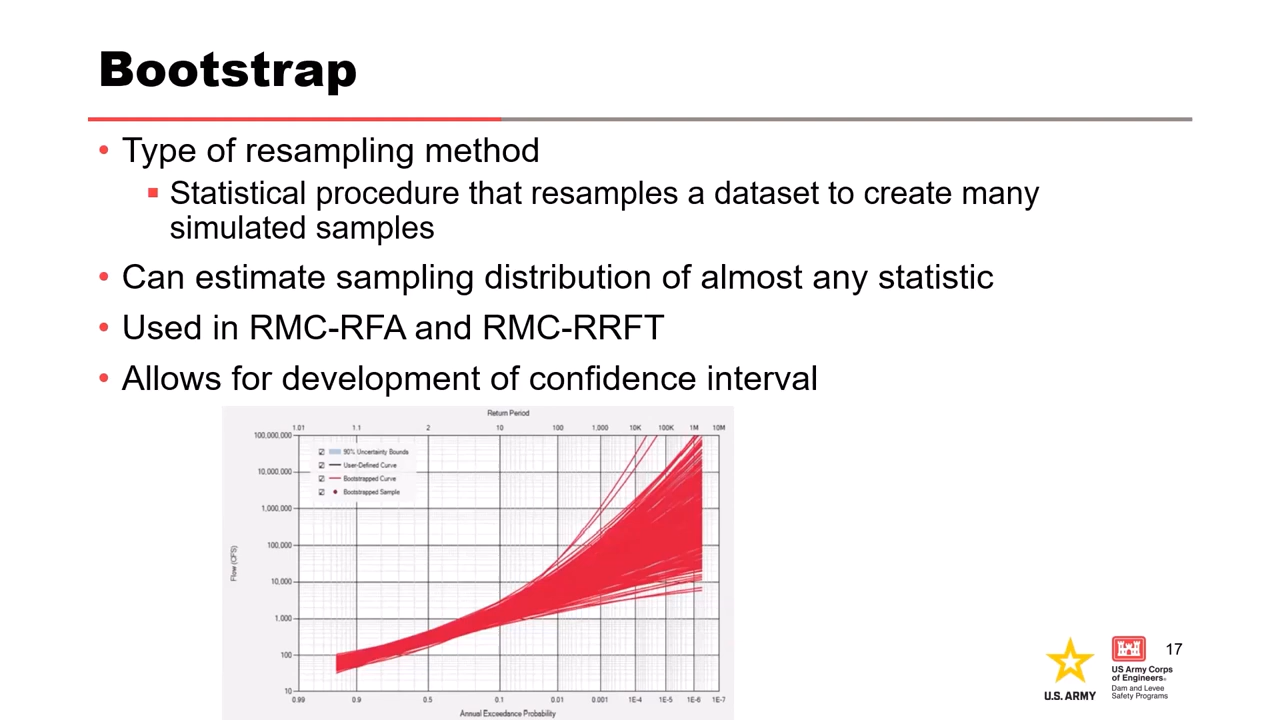 Bootstrap
• Type of resampling method
▪ Statistical procedure that resamples a dataset to create many
simulated samples
• Can estimate sampling distribution of almost any statistic
• Used in RMC-RFA and RMC-RRFT
• Allows for development of confidence interval
Return Period
1.01 1.1 2 10 100 1,000 10K 100K 1M 10M
100,000,000
90% Uncertainty Bounds
User-Defined Curve
10,000,000
Bootstrapped Curve
Bootstrapped Sample
1,000,000
100,000
Flow (CFS)
10,000
1,000
100
10
0.99 0.9 0.5 0.1 0.01 0.001 1E-4 1E-5 1E-6 1E-7
Annual Exceedance Probability
U.S. ARMY
US Army Corps
of Engineers®
Dam and Levee
Safety Programs
17